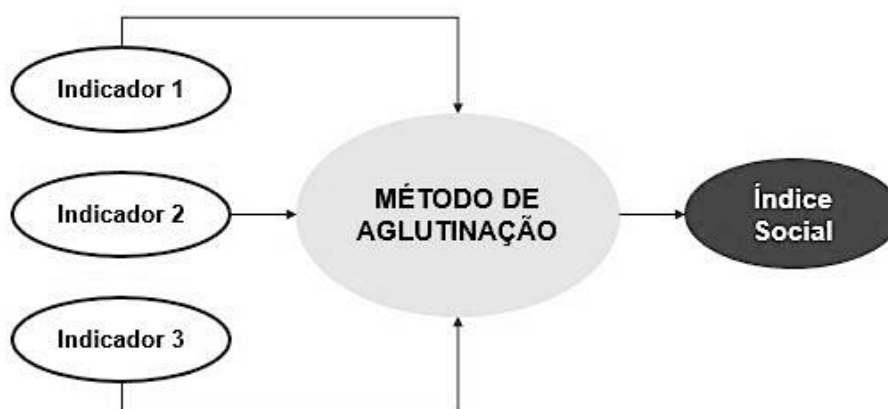 Indicador 1
Indicador 2
MÉTODO DE
AGLUTINAÇÃO
Índice
Social
Indicador 3